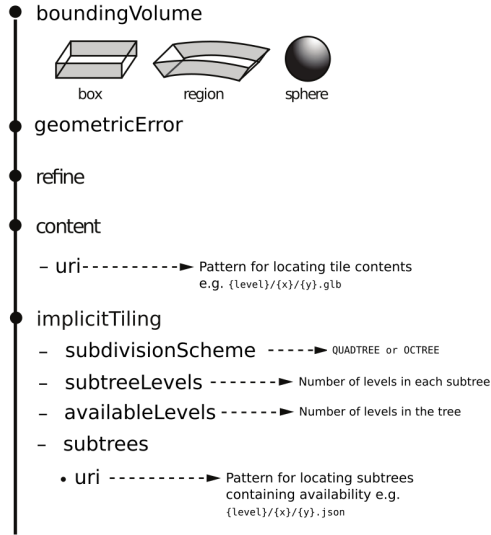 boundingVolume
box region sphere
geometricError
refine
content
– uri Pattern for locating tile contents
e.g. {level}/{x}/{y}.glb
implicitTiling
– subdivisionScheme QUADTREE or OCTREE
– subtreeLevels Number of levels in each subtree
– availableLevels Number of levels in the tree
– subtrees
• uri Pattern for locating subtrees
containing availability e.g.
{level}/{x}/{y}.json